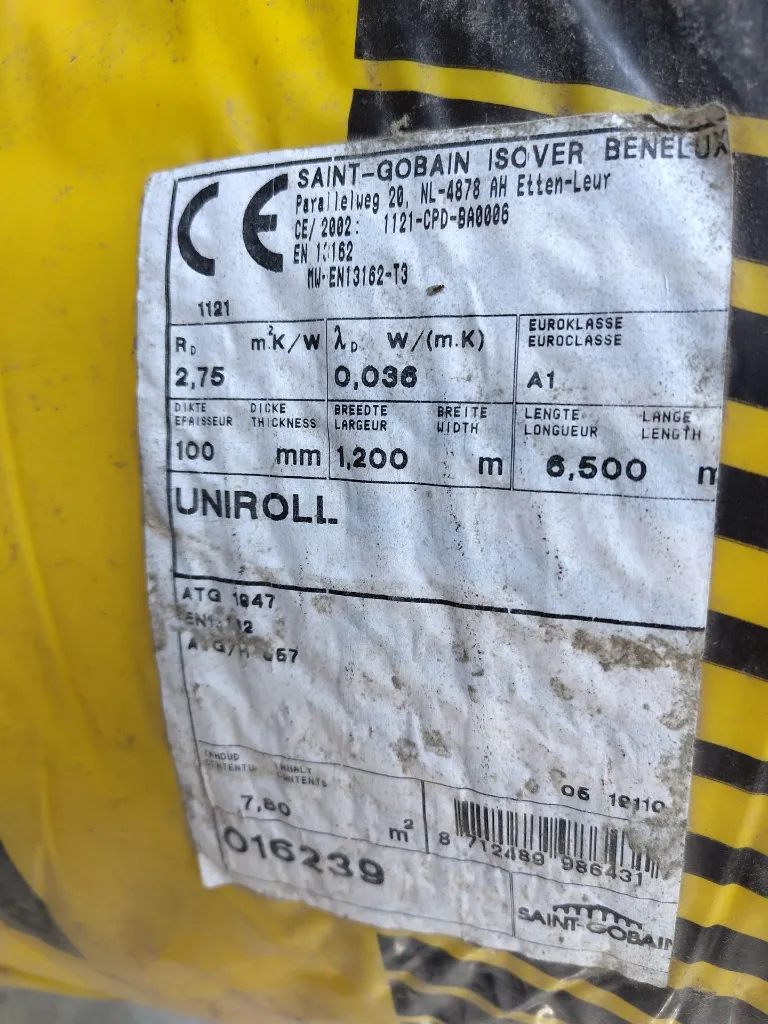 CE
SAINT-GOBAIN ISOVER BENELUX
Parallelweg 20, NL-4878 AH Etten-Leur
CE/2002: 1121-CPD-BA0006
EN 13162
MW-EN13162-T3
1121
RD m²K/W λD W/(m.K) EUROKLASSE
EUROCLASSE
2,75 0,036 A1
DIKTE DICKE BREEDTE BREITE LENGTE LANGE
EPAISSEUR THICKNESS LARGEUR WIDTH LONGUEUR LENGTH
100 mm 1,200 m 6,500 m
UNIROLL
ATG 1947
INHOUD INHALT
CONTENTU CONTENTS
7,80 m²
8 712489 986431
016239
SAINT-GOBAIN